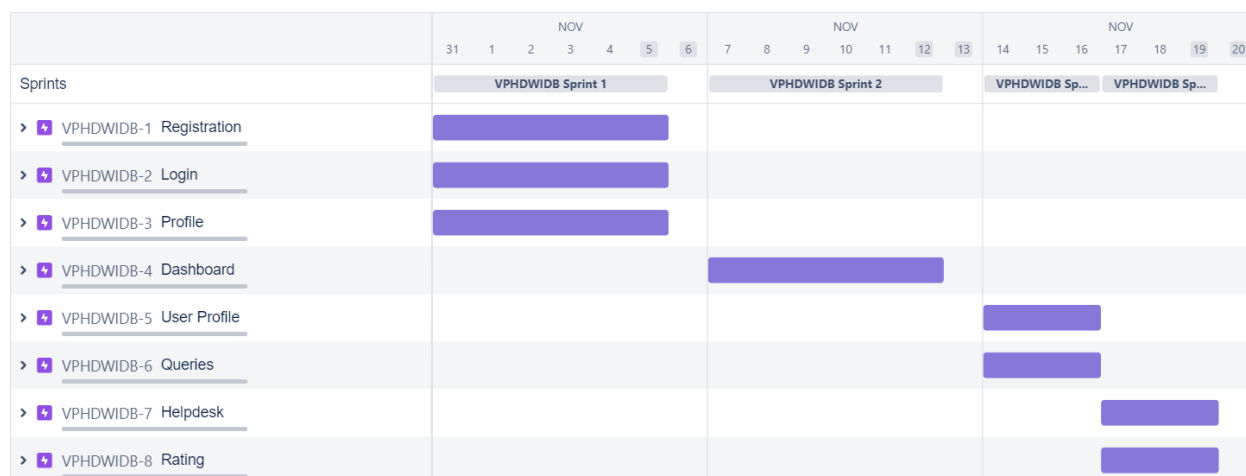 NOV NOV NOV
31 1 2 3 4 5 6 7 8 9 10 11 12 13 14 15 16 17 18 19 20
Sprints VPHDWIDB Sprint 1 VPHDWIDB Sprint 2 VPHDWIDB Sp... VPHDWIDB Sp...
VPHDWIDB-1 Registration
VPHDWIDB-2 Login
VPHDWIDB-3 Profile
VPHDWIDB-4 Dashboard
VPHDWIDB-5 User Profile
VPHDWIDB-6 Queries
VPHDWIDB-7 Helpdesk
VPHDWIDB-8 Rating